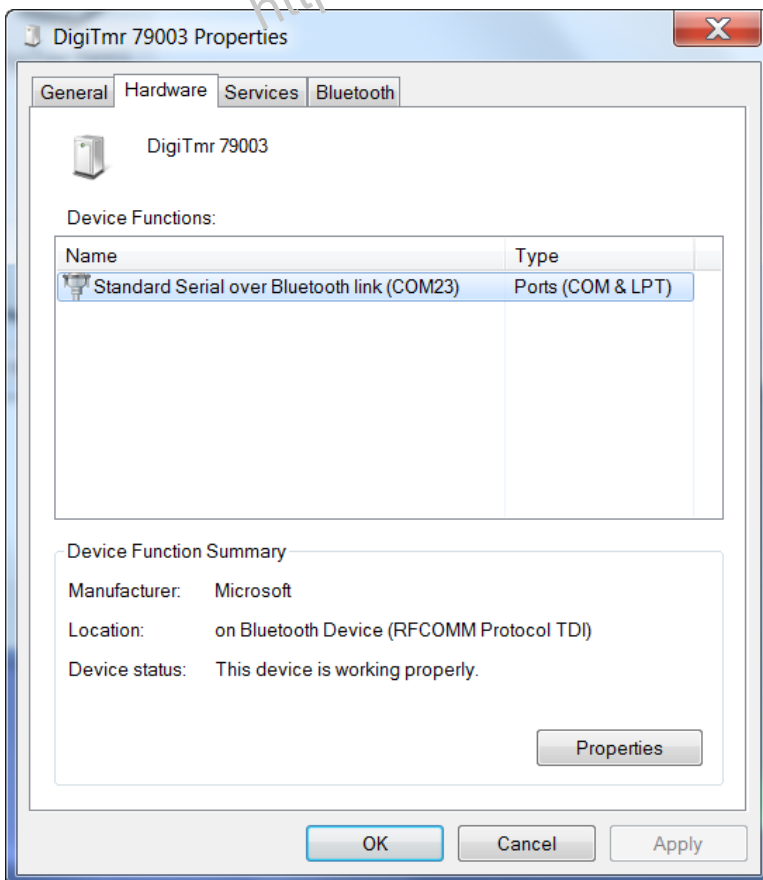 http
DigiTmr 79003 Properties
General Hardware Services Bluetooth
DigiTmr 79003
Device Functions:
Name Type
Standard Serial over Bluetooth link (COM23) Ports (COM & LPT)
Device Function Summary
Manufacturer: Microsoft
Location: on Bluetooth Device (RFCOMM Protocol TDI)
Device status: This device is working properly.
Properties
OK Cancel Apply